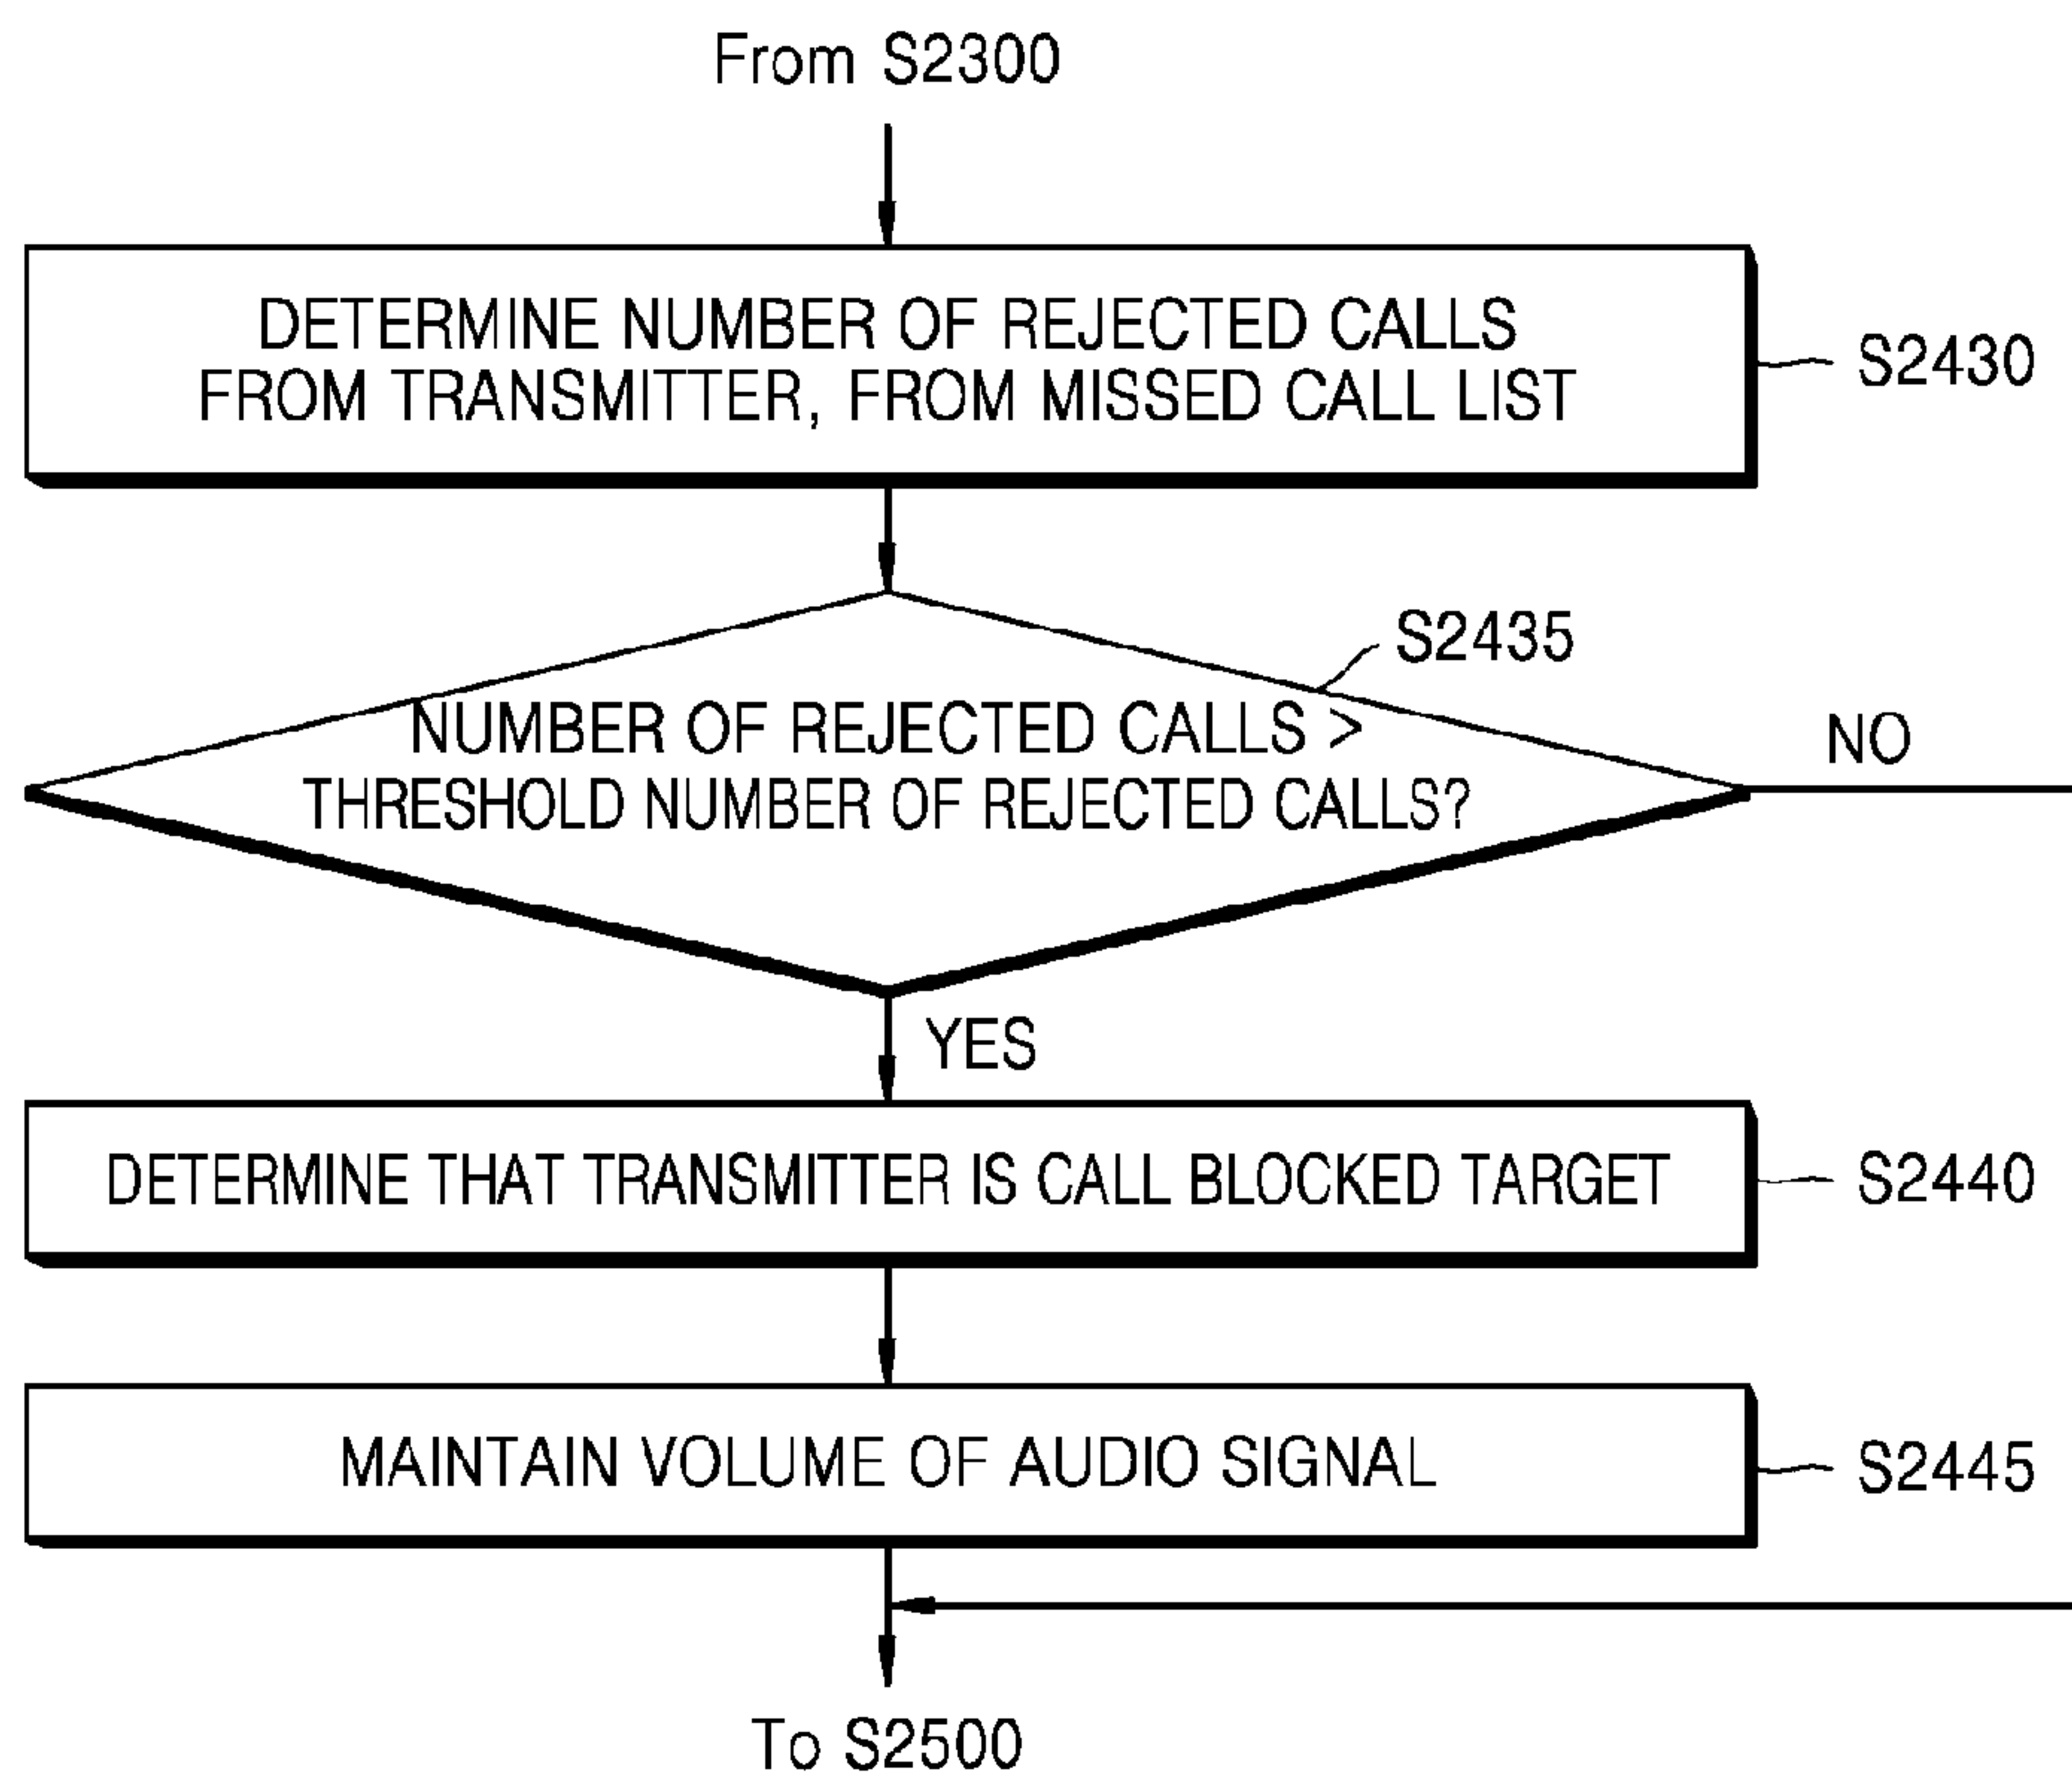 From S2300
DETERMINE NUMBER OF REJECTED CALLS
FROM TRANSMITTER, FROM MISSED CALL LIST
S2430
S2435
NUMBER OF REJECTED CALLS >
THRESHOLD NUMBER OF REJECTED CALLS?
NO
YES
DETERMINE THAT TRANSMITTER IS CALL BLOCKED TARGET
S2440
MAINTAIN VOLUME OF AUDIO SIGNAL
S2445
To S2500